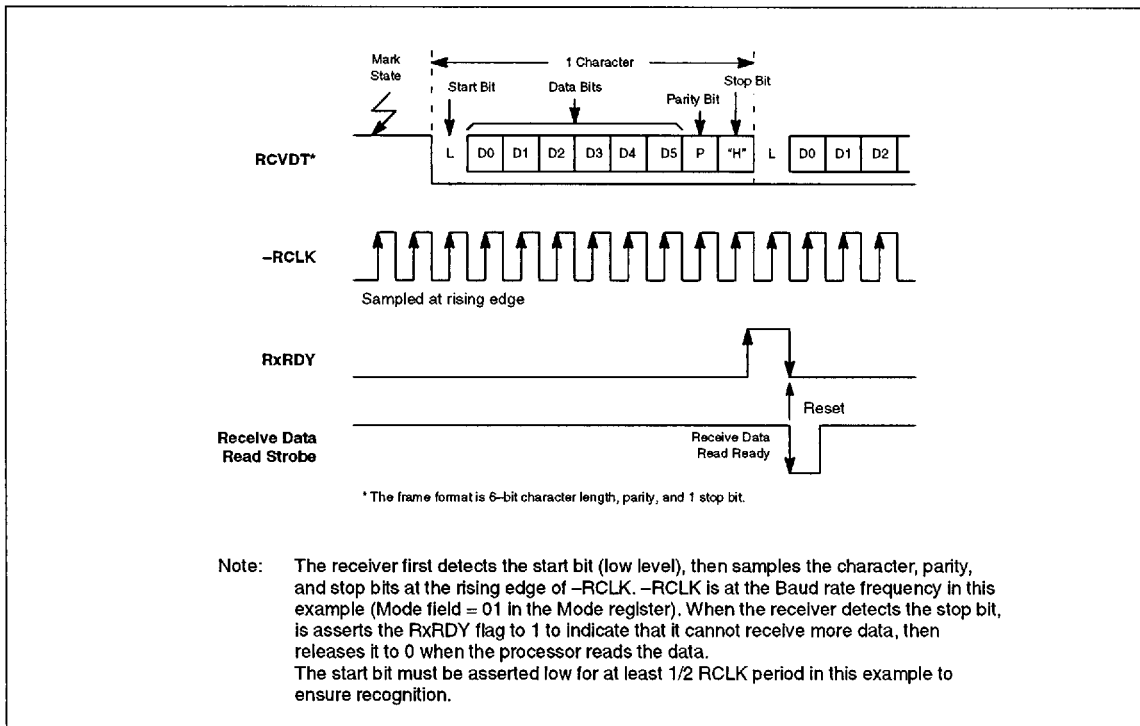 Mark
State
1 Character
Stop Bit
Start Bit
Data Bits
Parity Bit
RCVDT*
L D0 D1 D2 D3 D4 D5 P "H" L D0 D1 D2
–RCLK
Sampled at rising edge
RxRDY
Reset
Receive Data
Read Strobe
Receive Data
Read Ready
* The frame format is 6–bit character length, parity, and 1 stop bit.
Note: The receiver first detects the start bit (low level), then samples the character, parity,
and stop bits at the rising edge of –RCLK. –RCLK is at the Baud rate frequency in this
example (Mode field = 01 in the Mode register). When the receiver detects the stop bit,
is asserts the RxRDY flag to 1 to indicate that it cannot receive more data, then
releases it to 0 when the processor reads the data.
The start bit must be asserted low for at least 1/2 RCLK period in this example to
ensure recognition.